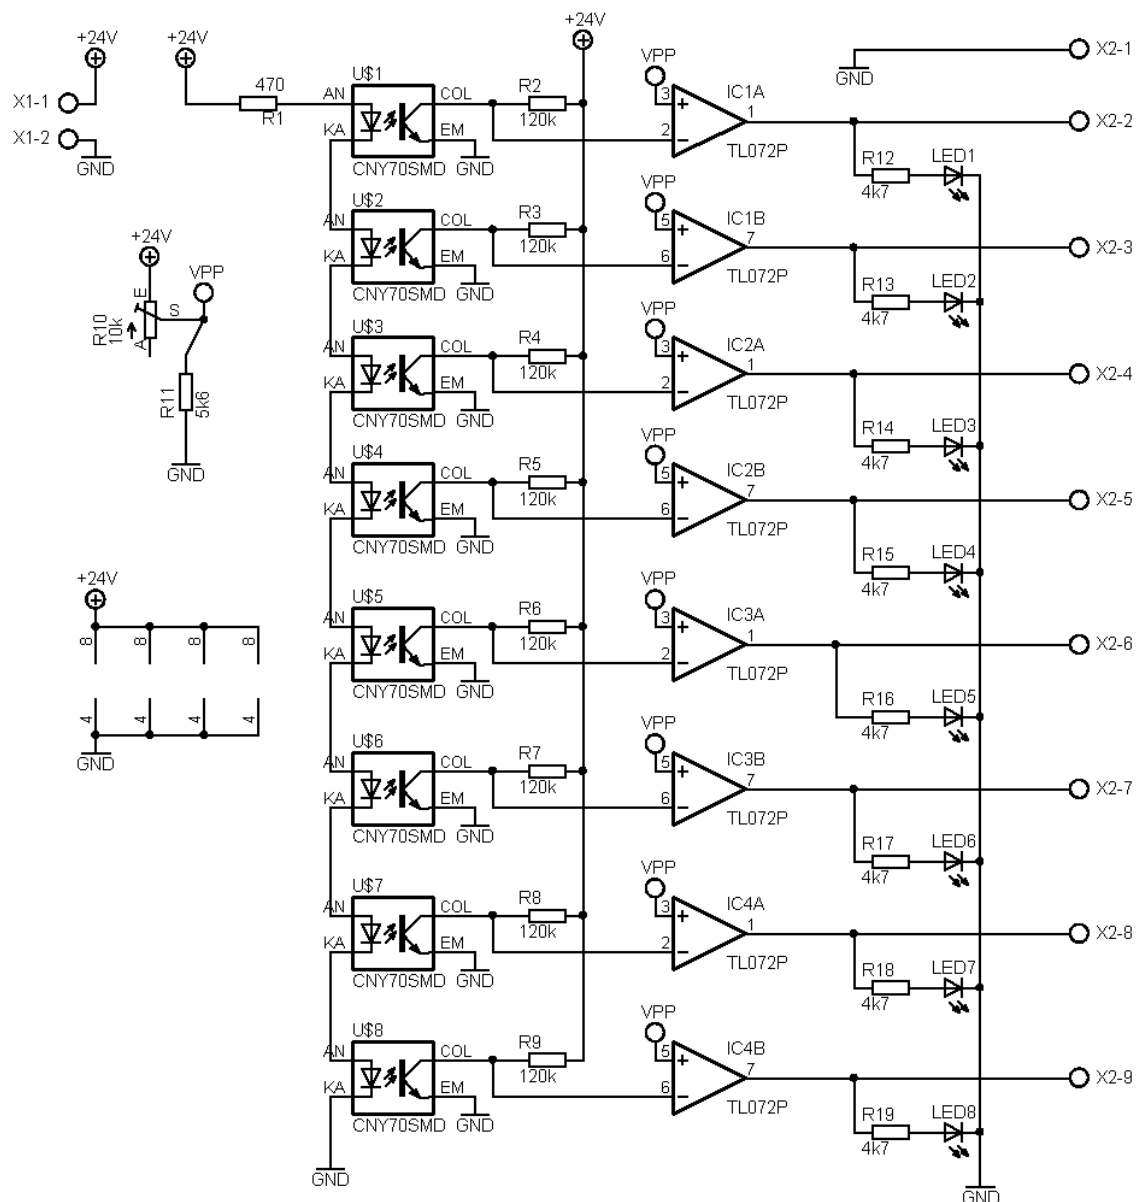 +24V
+24V
+24V
X2-1
GND
X1-1
X1-2
GND
470
R1
U$1
AN
KA
COL
EM
CNY70SMD
GND
R2
120k
VPP
3
2
IC1A
1
TL072P
X2-2
R12
4k7
LED1
U$2
AN
KA
COL
EM
CNY70SMD
GND
R3
120k
VPP
5
6
IC1B
7
TL072P
X2-3
R13
4k7
LED2
+24V
VPP
E
S
A
R10
10k
R11
5k6
GND
U$3
AN
KA
COL
EM
CNY70SMD
GND
R4
120k
VPP
3
2
IC2A
1
TL072P
X2-4
R14
4k7
LED3
U$4
AN
KA
COL
EM
CNY70SMD
GND
R5
120k
VPP
5
6
IC2B
7
TL072P
X2-5
R15
4k7
LED4
+24V
8
8
8
8
4
4
4
4
GND
U$5
AN
KA
COL
EM
CNY70SMD
GND
R6
120k
VPP
3
2
IC3A
1
TL072P
X2-6
R16
4k7
LED5
U$6
AN
KA
COL
EM
CNY70SMD
GND
R7
120k
VPP
5
6
IC3B
7
TL072P
X2-7
R17
4k7
LED6
U$7
AN
KA
COL
EM
CNY70SMD
GND
R8
120k
VPP
3
2
IC4A
1
TL072P
X2-8
R18
4k7
LED7
U$8
AN
KA
COL
EM
CNY70SMD
GND
R9
120k
VPP
5
6
IC4B
7
TL072P
X2-9
R19
4k7
LED8
GND
GND